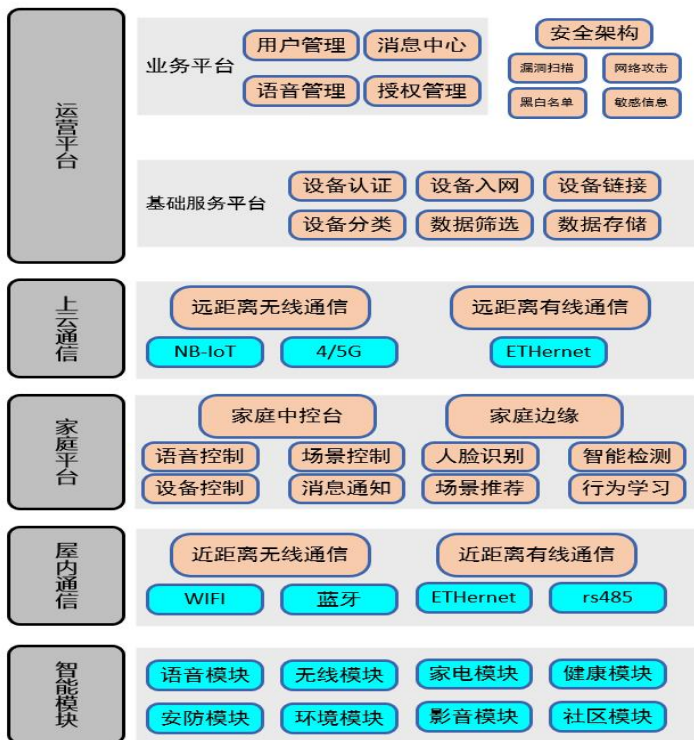 运营平台
业务平台
用户管理 消息中心
语音管理 授权管理
安全架构
漏洞扫描 网络攻击
黑白名单 敏感信息
基础服务平台
设备认证 设备入网 设备链接
设备分类 数据筛选 数据存储
上云通信
远距离无线通信 远距离有线通信
NB-IoT 4/5G ETHernet
家庭平台
家庭中控台 家庭边缘
语音控制 场景控制 人脸识别 智能检测
设备控制 消息通知 场景推荐 行为学习
屋内通信
近距离无线通信 近距离有线通信
WIFI 蓝牙 ETHernet rs485
智能模块
语音模块 无线模块 家电模块 健康模块
安防模块 环境模块 影音模块 社区模块